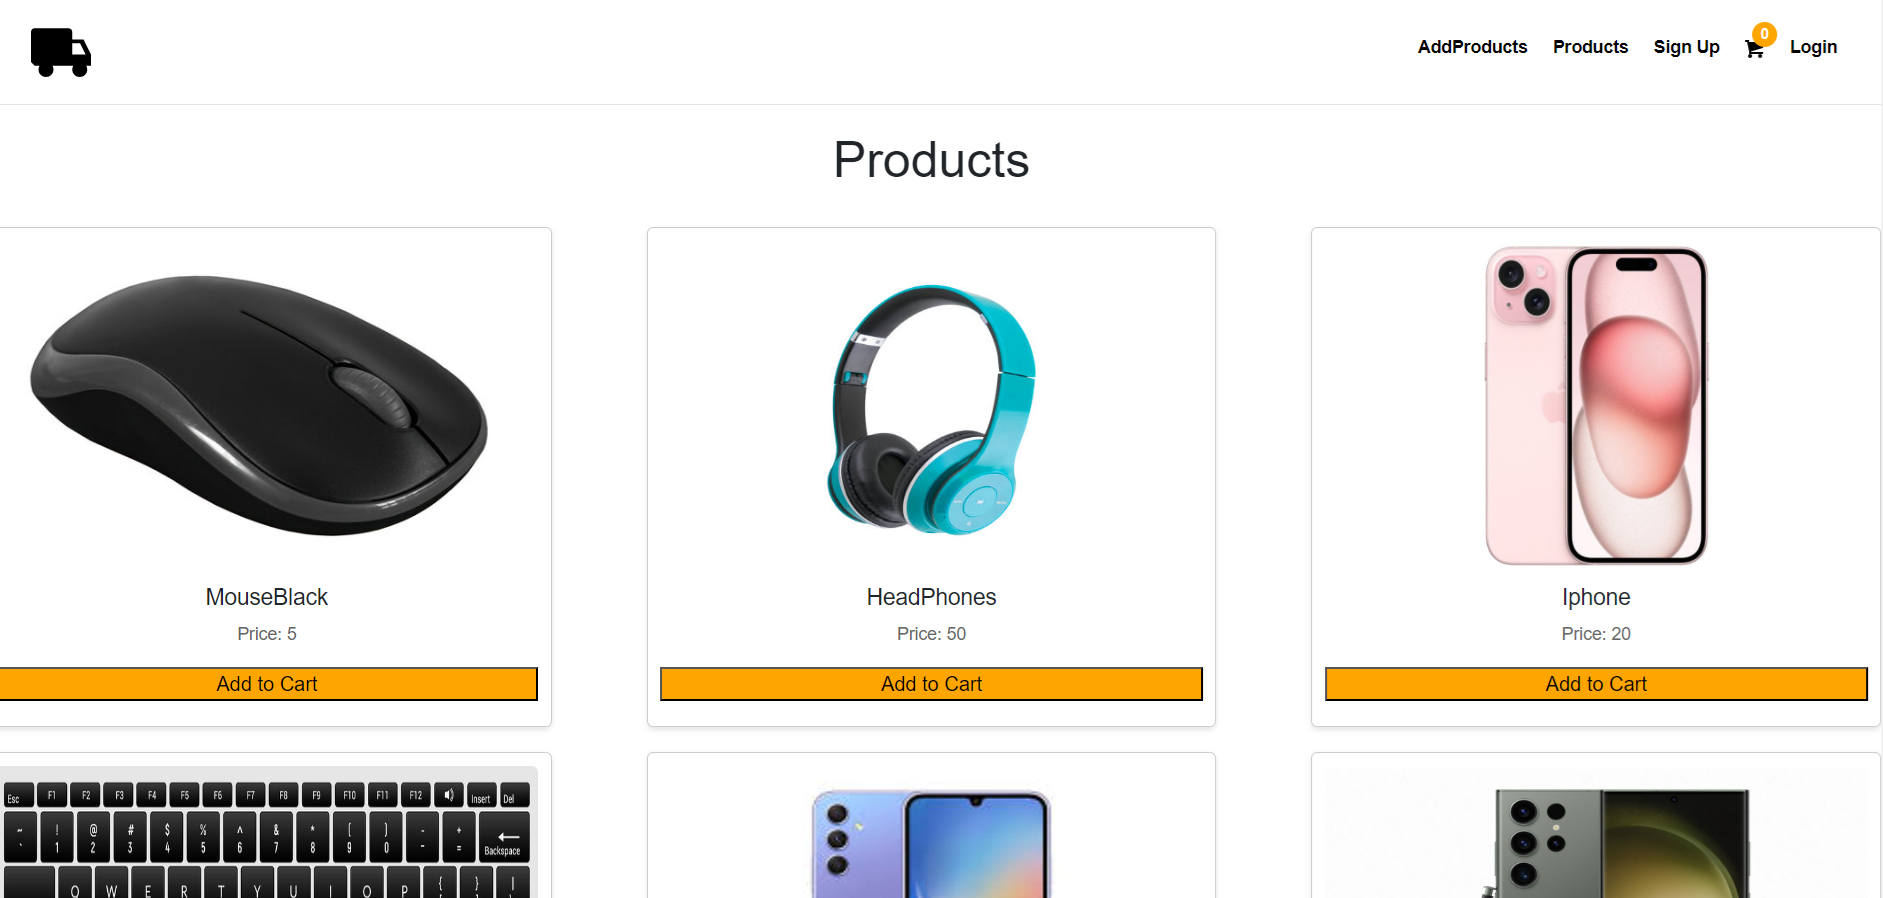 AddProducts Products Sign Up 0 Login
Products
MouseBlack
Price: 5
Add to Cart
HeadPhones
Price: 50
Add to Cart
Iphone
Price: 20
Add to Cart
Esc F1 F2 F3 F4 F5 F6 F7 F8 F9 F10 F11 F12 Insert Del
~ ! @ # $ % ^ & * ( ) - +
` 1 2 3 4 5 6 7 8 9 0 - = Backspace
Q W E R T Y U I O P { } |